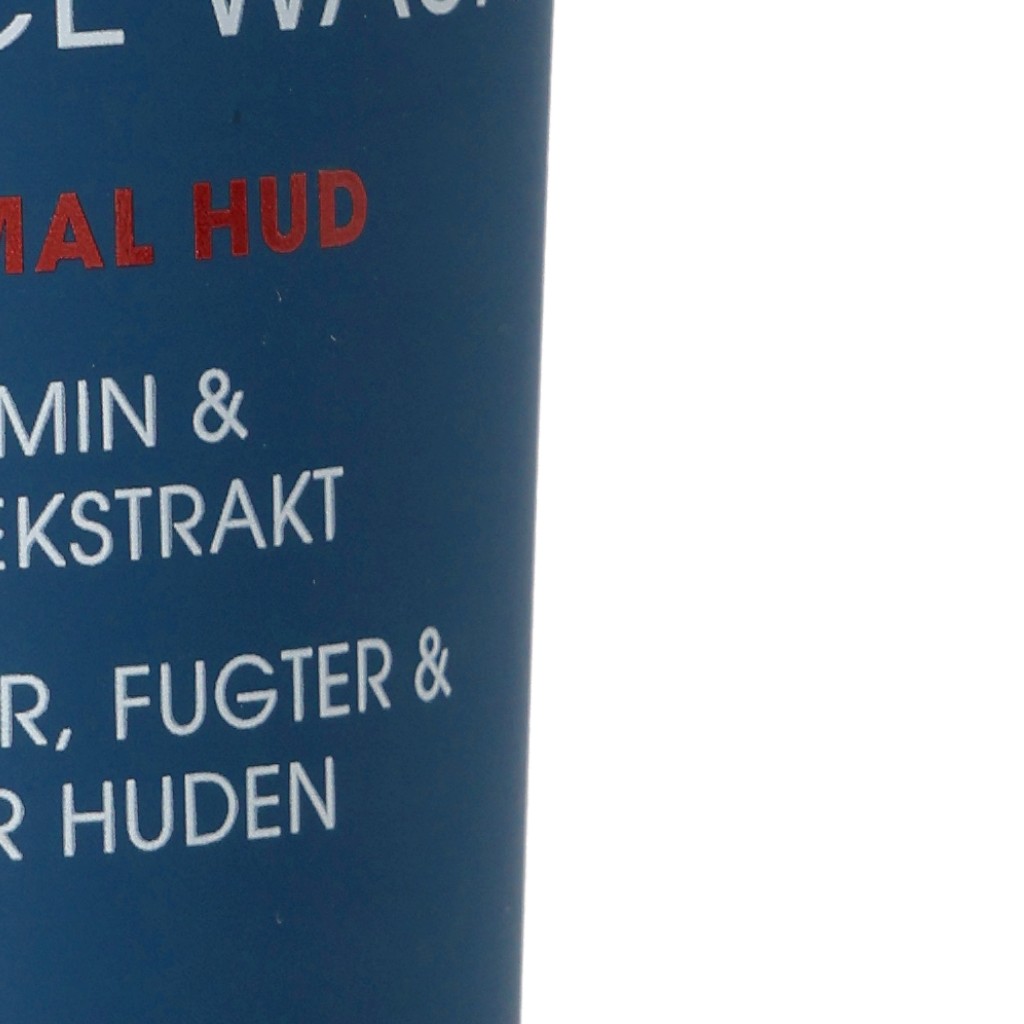 MAL HUD
MIN &
EKSTRAKT
R, FUGTER &
R HUDEN